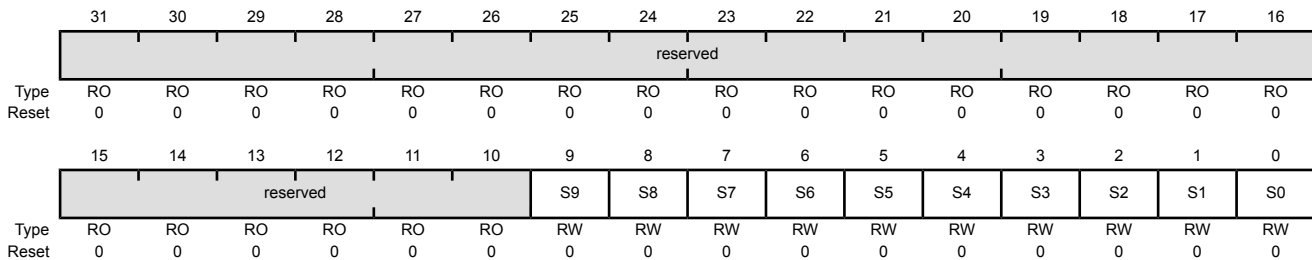 31 30 29 28 27 26 25 24 23 22 21 20 19 18 17 16
reserved
Type RO RO RO RO RO RO RO RO RO RO RO RO RO RO RO RO
Reset 0 0 0 0 0 0 0 0 0 0 0 0 0 0 0 0
15 14 13 12 11 10 9 8 7 6 5 4 3 2 1 0
reserved S9 S8 S7 S6 S5 S4 S3 S2 S1 S0
Type RO RO RO RO RO RO RW RW RW RW RW RW RW RW RW RW
Reset 0 0 0 0 0 0 0 0 0 0 0 0 0 0 0 0